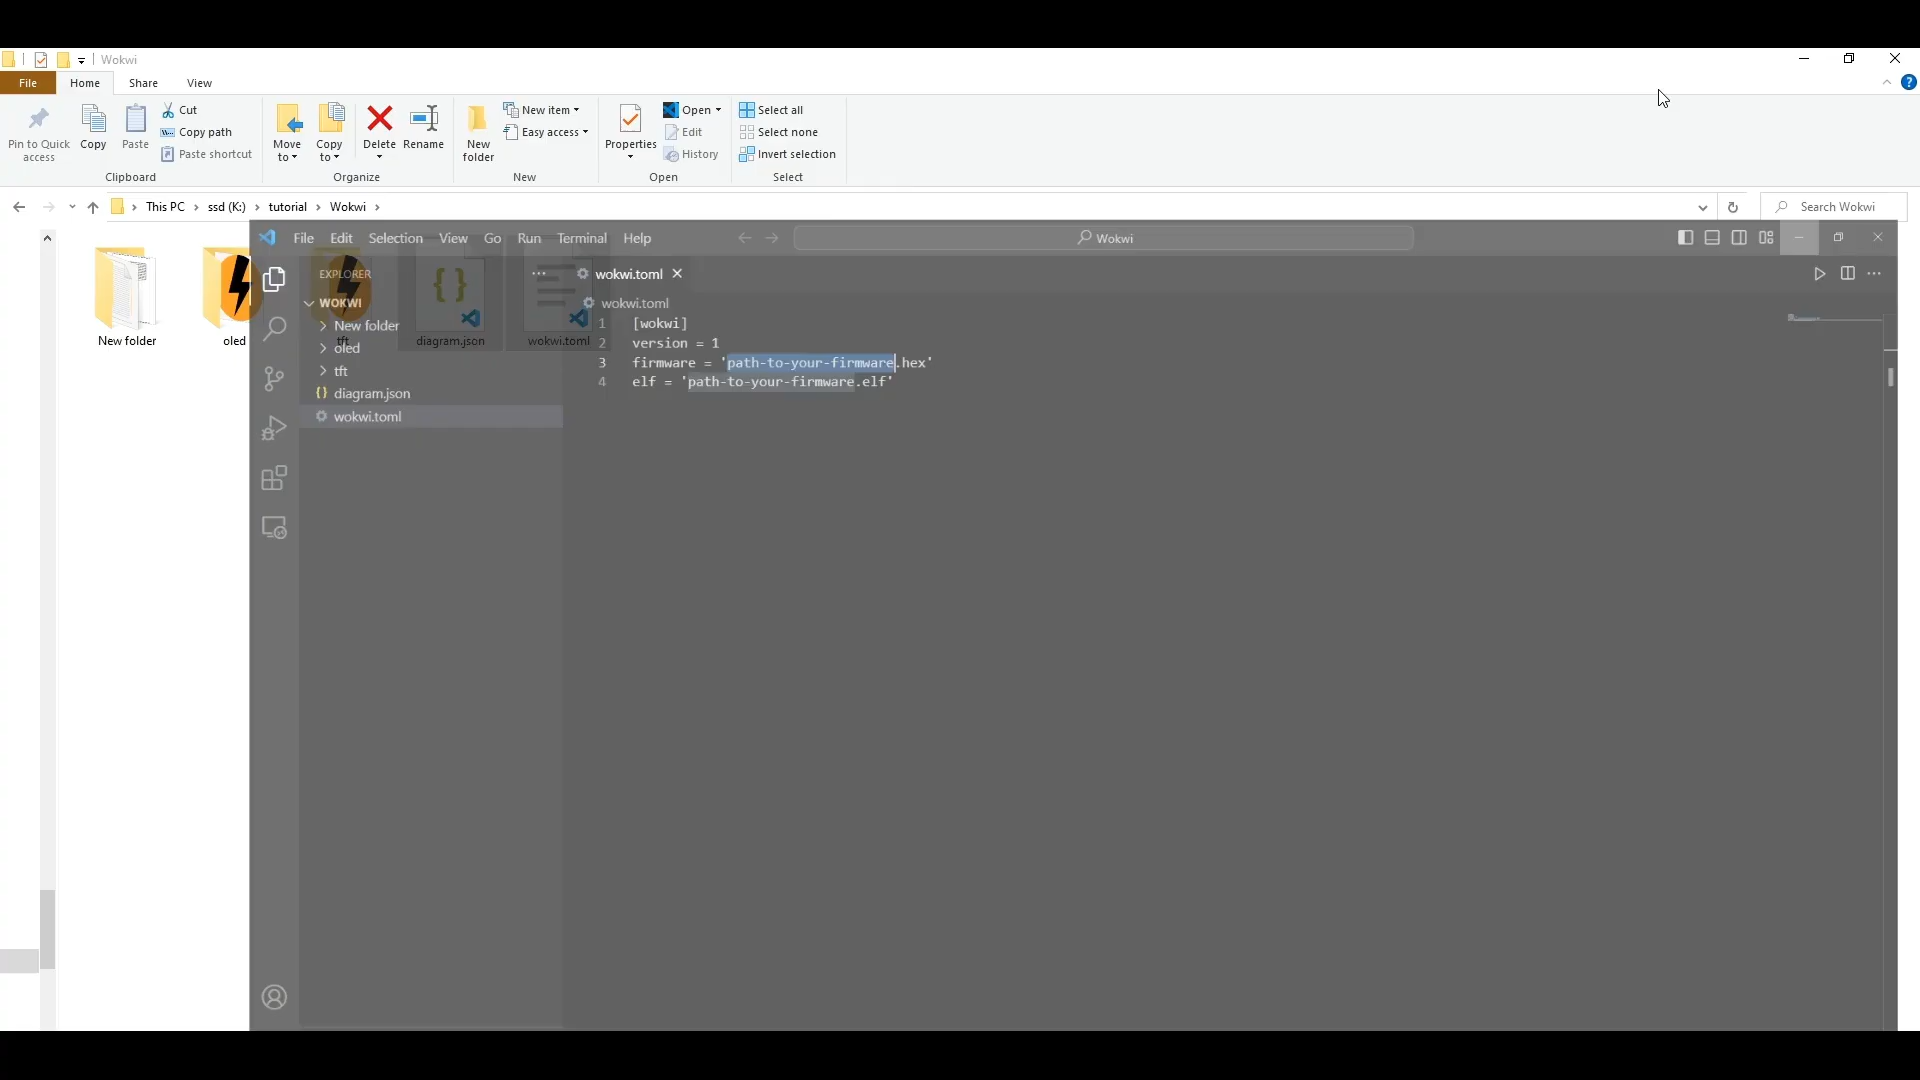 Wokwi
File Home Share View
Pin to Quick access
Copy
Paste
Cut
Copy path
Paste shortcut
Clipboard
Move to
Copy to
Delete
Rename
Organize
New folder
New item
Easy access
New
Properties
Open
Edit
History
Open
Select all
Select none
Invert selection
Select
This PC > ssd (K:) > tutorial > Wokwi >
Search Wokwi
New folder
oled
tft
diagram.json
wokwi.toml
File Edit Selection View Go Run Terminal Help
Wokwi
EXPLORER
WOKWI
New folder
oled
tft
diagram.json
wokwi.toml
wokwi.toml
wokwi.toml
1 [wokwi]
2 version = 1
3 firmware = 'path-to-your-firmware.hex'
4 elf = 'path-to-your-firmware.elf'